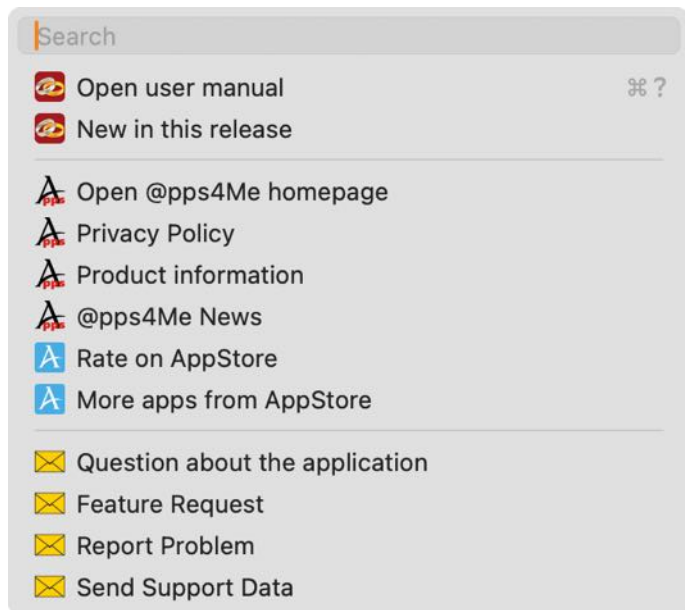 Search
Open user manual ⌘ ?
New in this release
Open @pps4Me homepage
Privacy Policy
Product information
@pps4Me News
Rate on AppStore
More apps from AppStore
Question about the application
Feature Request
Report Problem
Send Support Data